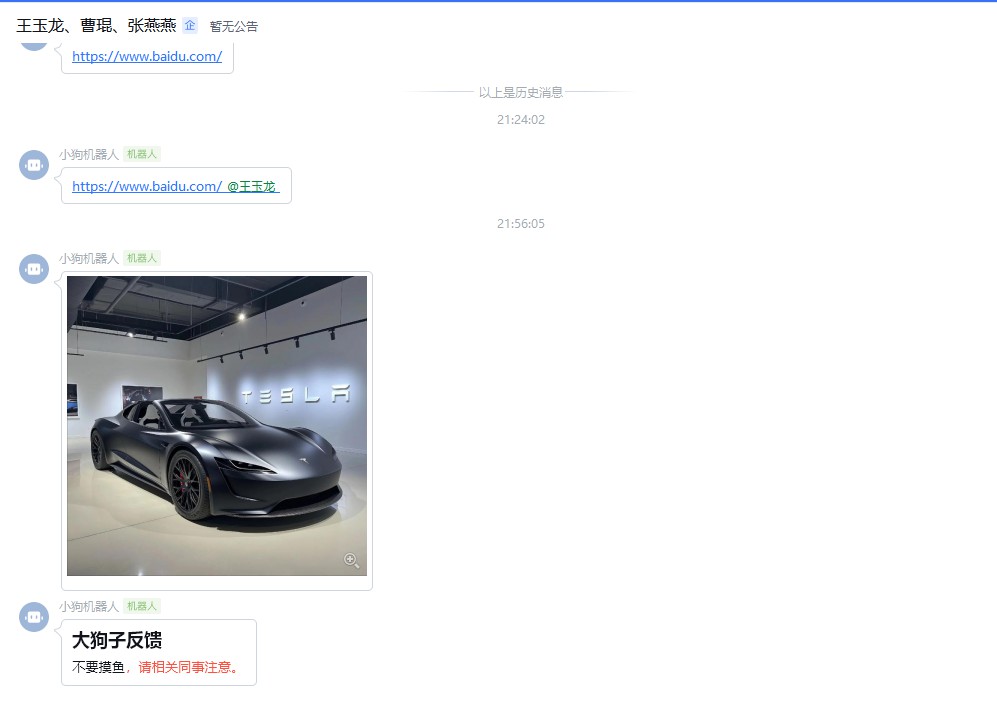 王玉龙、曹琨、张燕燕 企 暂无公告
https://www.baidu.com/
以上是历史消息
21:24:02
小狗机器人 机器人
https://www.baidu.com/ @王玉龙
21:56:05
小狗机器人 机器人
TESLA
小狗机器人 机器人
大狗子反馈
不要摸鱼，请相关同事注意。